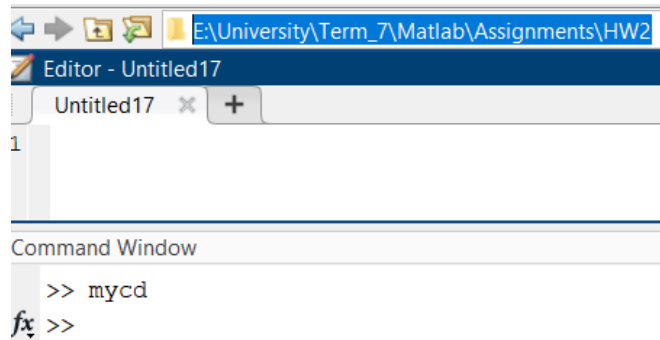 E:\University\Term_7\Matlab\Assignments\HW2
Editor - Untitled17
Untitled17 × +
1
Command Window
>> mycd
fx >>